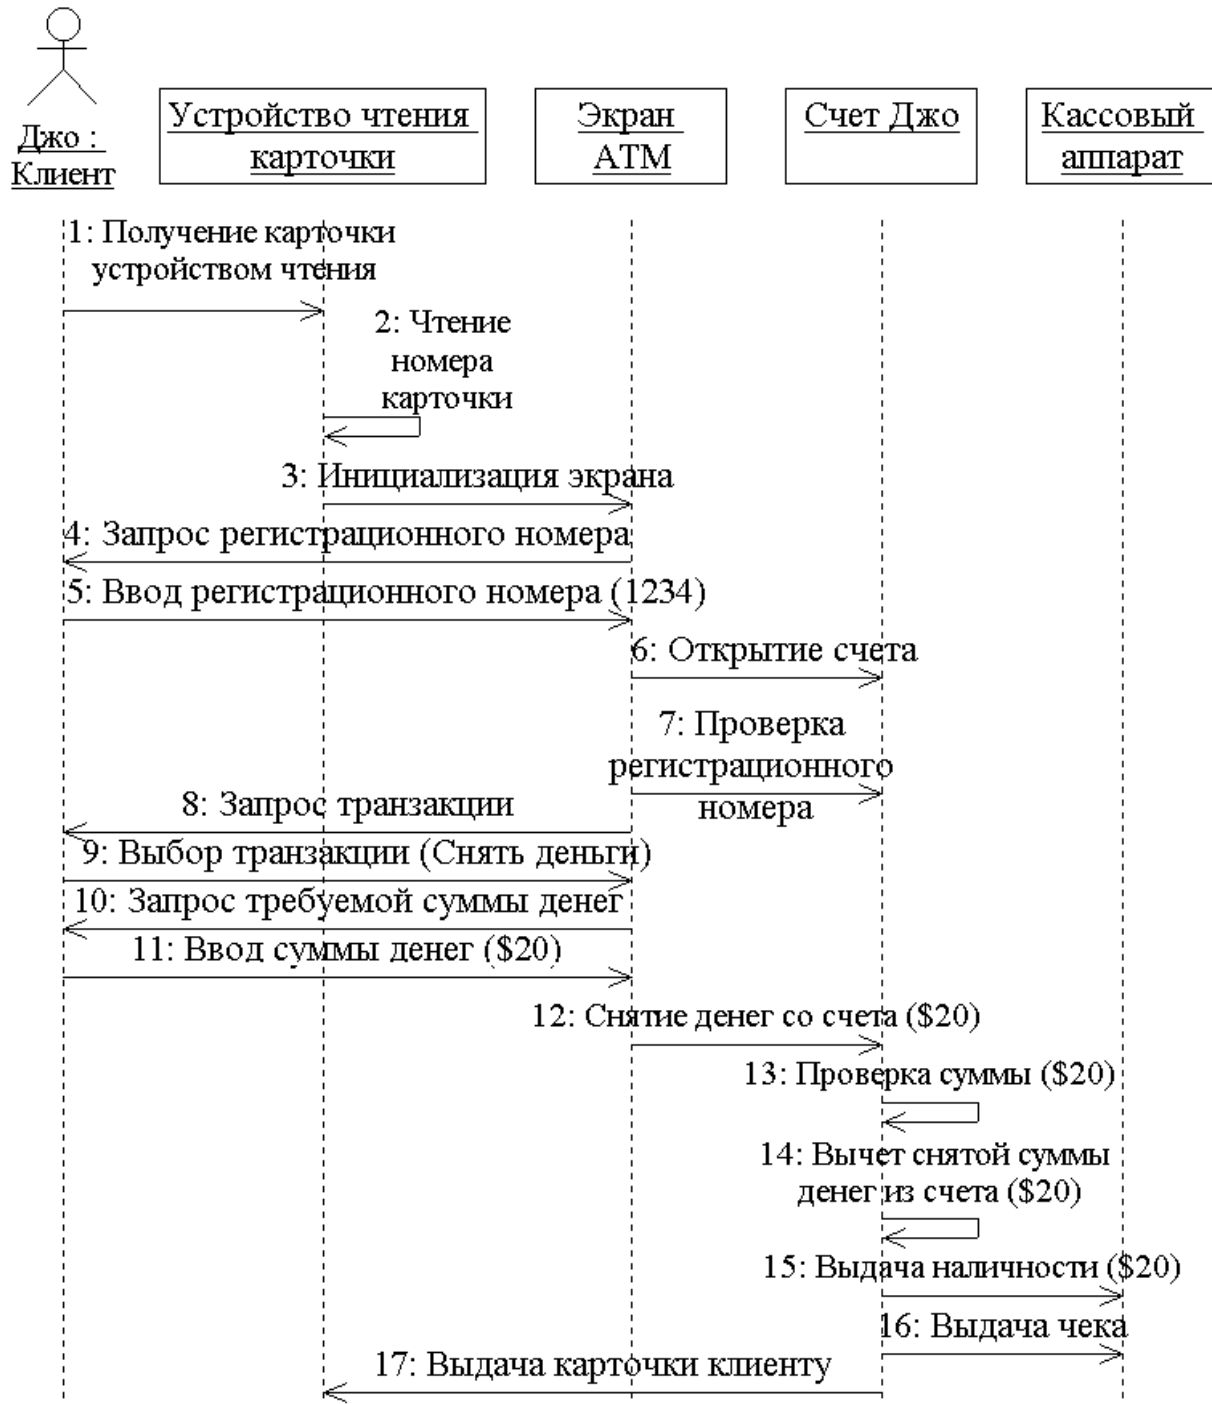 Джо :
Клиент
Устройство чтения
карточки
Экран
АТМ
Счет Джо
Кассовый
аппарат
1: Получение карточки
устройством чтения
2: Чтение
номера
карточки
3: Инициализация экрана
4: Запрос регистрационного номера
5: Ввод регистрационного номера (1234)
6: Открытие счета
7: Проверка
регистрационного
номера
8: Запрос транзакции
9: Выбор транзакции (Снять деньги)
10: Запрос требуемой суммы денег
11: Ввод суммы денег ($20)
12: Снятие денег со счета ($20)
13: Проверка суммы ($20)
14: Вычет снятой суммы
денег из счета ($20)
15: Выдача наличности ($20)
16: Выдача чека
17: Выдача карточки клиенту